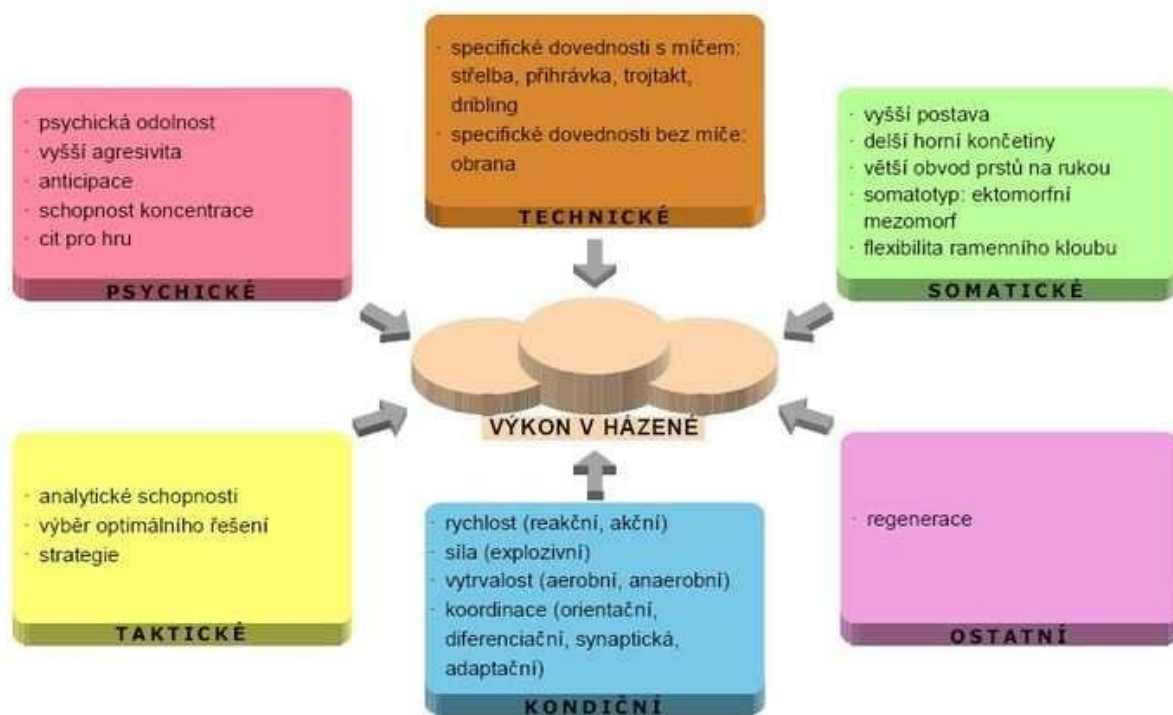 · specifické dovednosti s míčem:
střelba, přihrávka, trojtakt,
dribling
· specifické dovednosti bez míče:
obrana
TECHNICKÉ
· psychická odolnost
· vyšší agresivita
· anticipace
· schopnost koncentrace
· cit pro hru
PSYCHICKÉ
· vyšší postava
· delší horní končetiny
· větší obvod prstů na rukou
· somatotyp: ektomorfní
mezomorf
· flexibilita ramenního kloubu
SOMATICKÉ
VÝKON V HÁZENÉ
· analytické schopnosti
· výběr optimálního řešení
· strategie
TAKTICKÉ
· rychlost (reakční, akční)
· síla (explozivní)
· vytrvalost (aerobní, anaerobní)
· koordinace (orientační,
diferenciační, synaptická,
adaptační)
KONDIČNÍ
· regenerace
OSTATNÍ